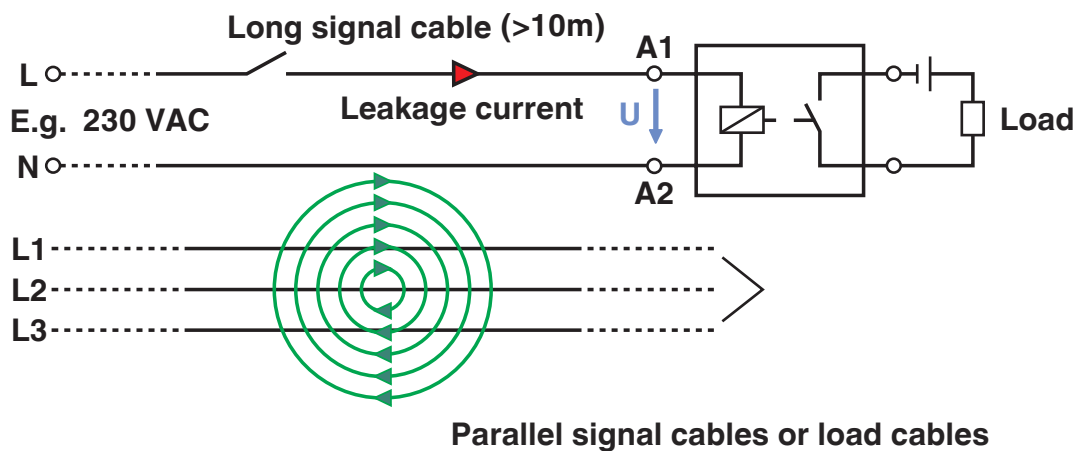 Long signal cable (>10m)
A1
L
Leakage current
U
Load
E.g. 230 VAC
N
A2
L1
L2
L3
Parallel signal cables or load cables